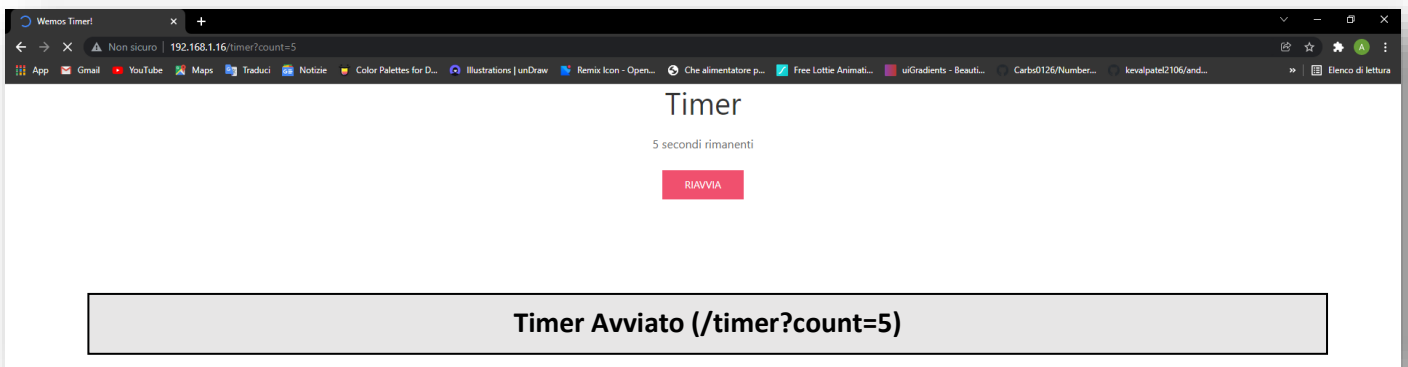 Wemos Timer!
Non sicuro | 192.168.1.16/timer?count=5
A
App Gmail YouTube Maps Traduci Notizie Color Palettes for D... Illustrations | unDraw Remix Icon - Open... Che alimentatore p... Free Lottie Animati... uiGradients - Beauti... Carbs0126/Number... kevalpatel2106/and... » Elenco di lettura
Timer
5 secondi rimanenti
RIAVVIA
Timer Avviato (/timer?count=5)